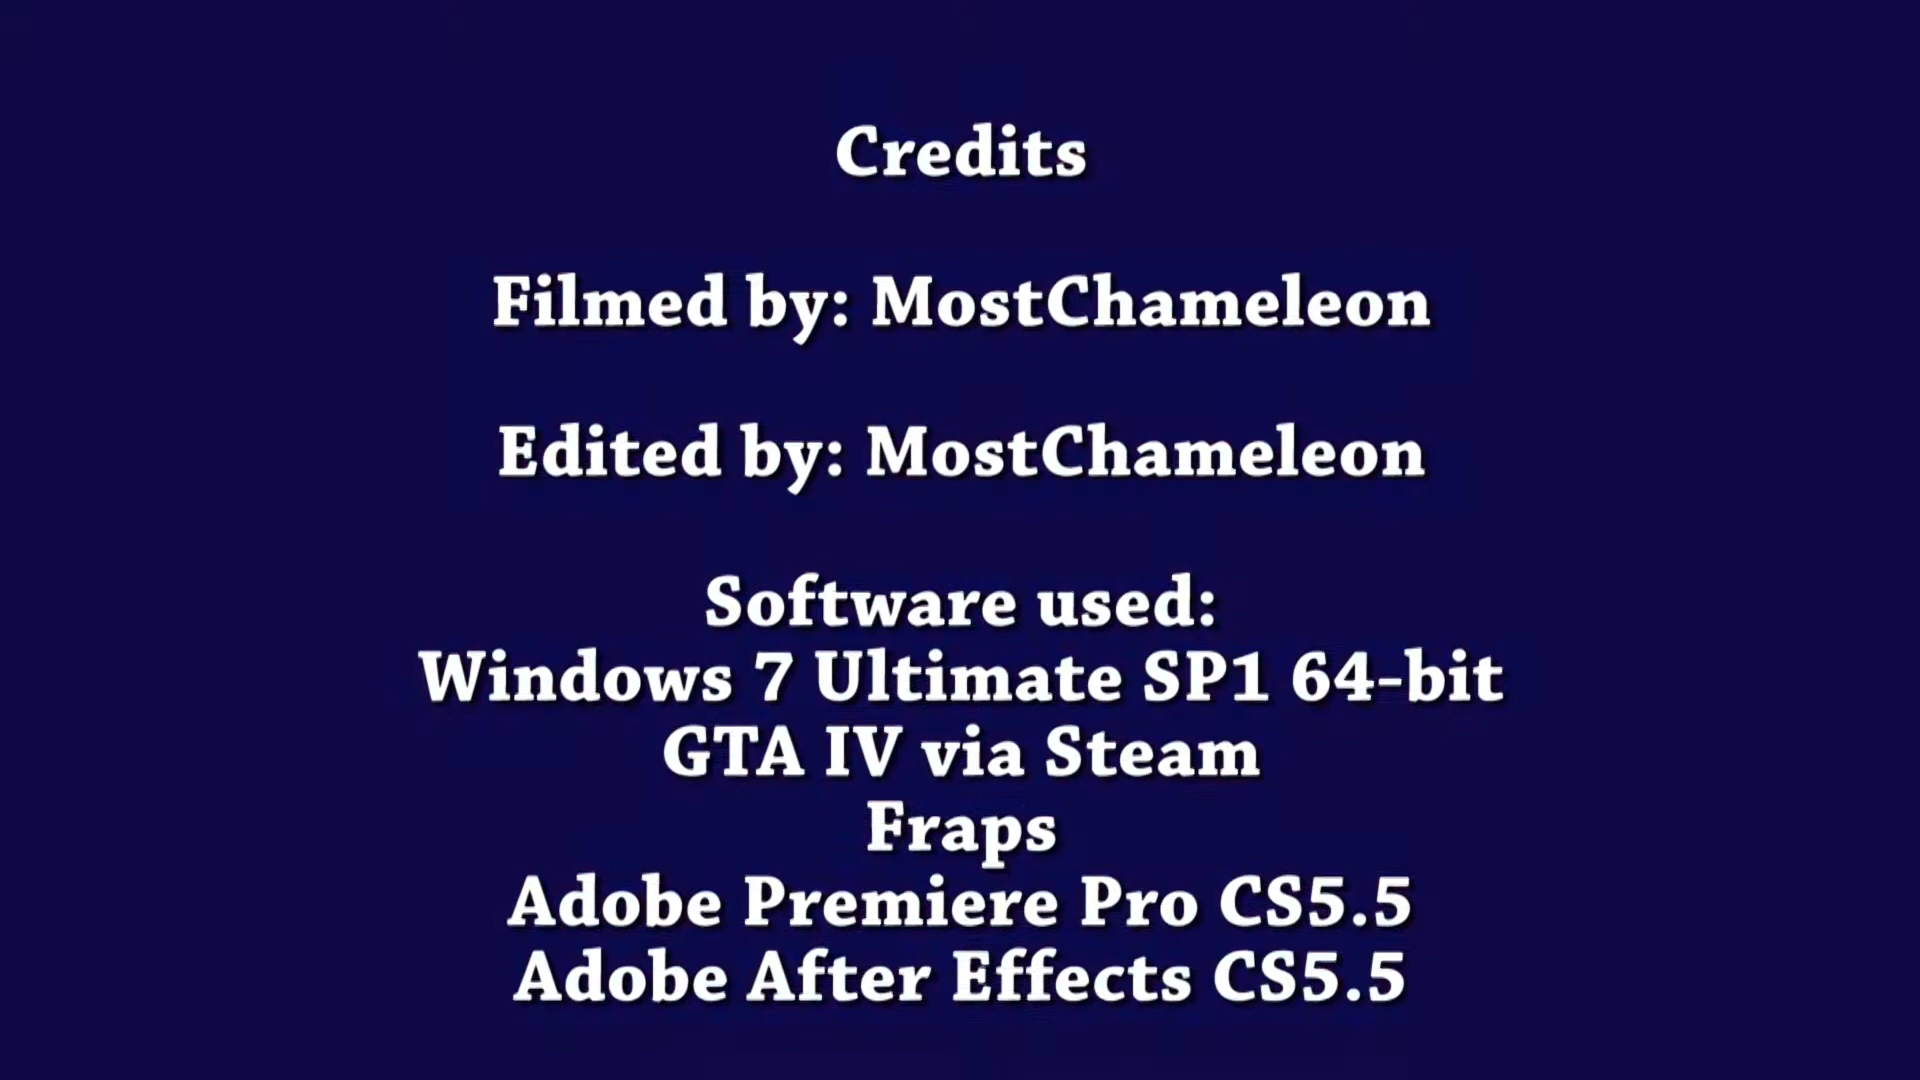 Credits
Filmed by: MostChameleon
Edited by: MostChameleon
Software used:
Windows 7 Ultimate SP1 64-bit
GTA IV via Steam
Fraps
Adobe Premiere Pro CS5.5
Adobe After Effects CS5.5